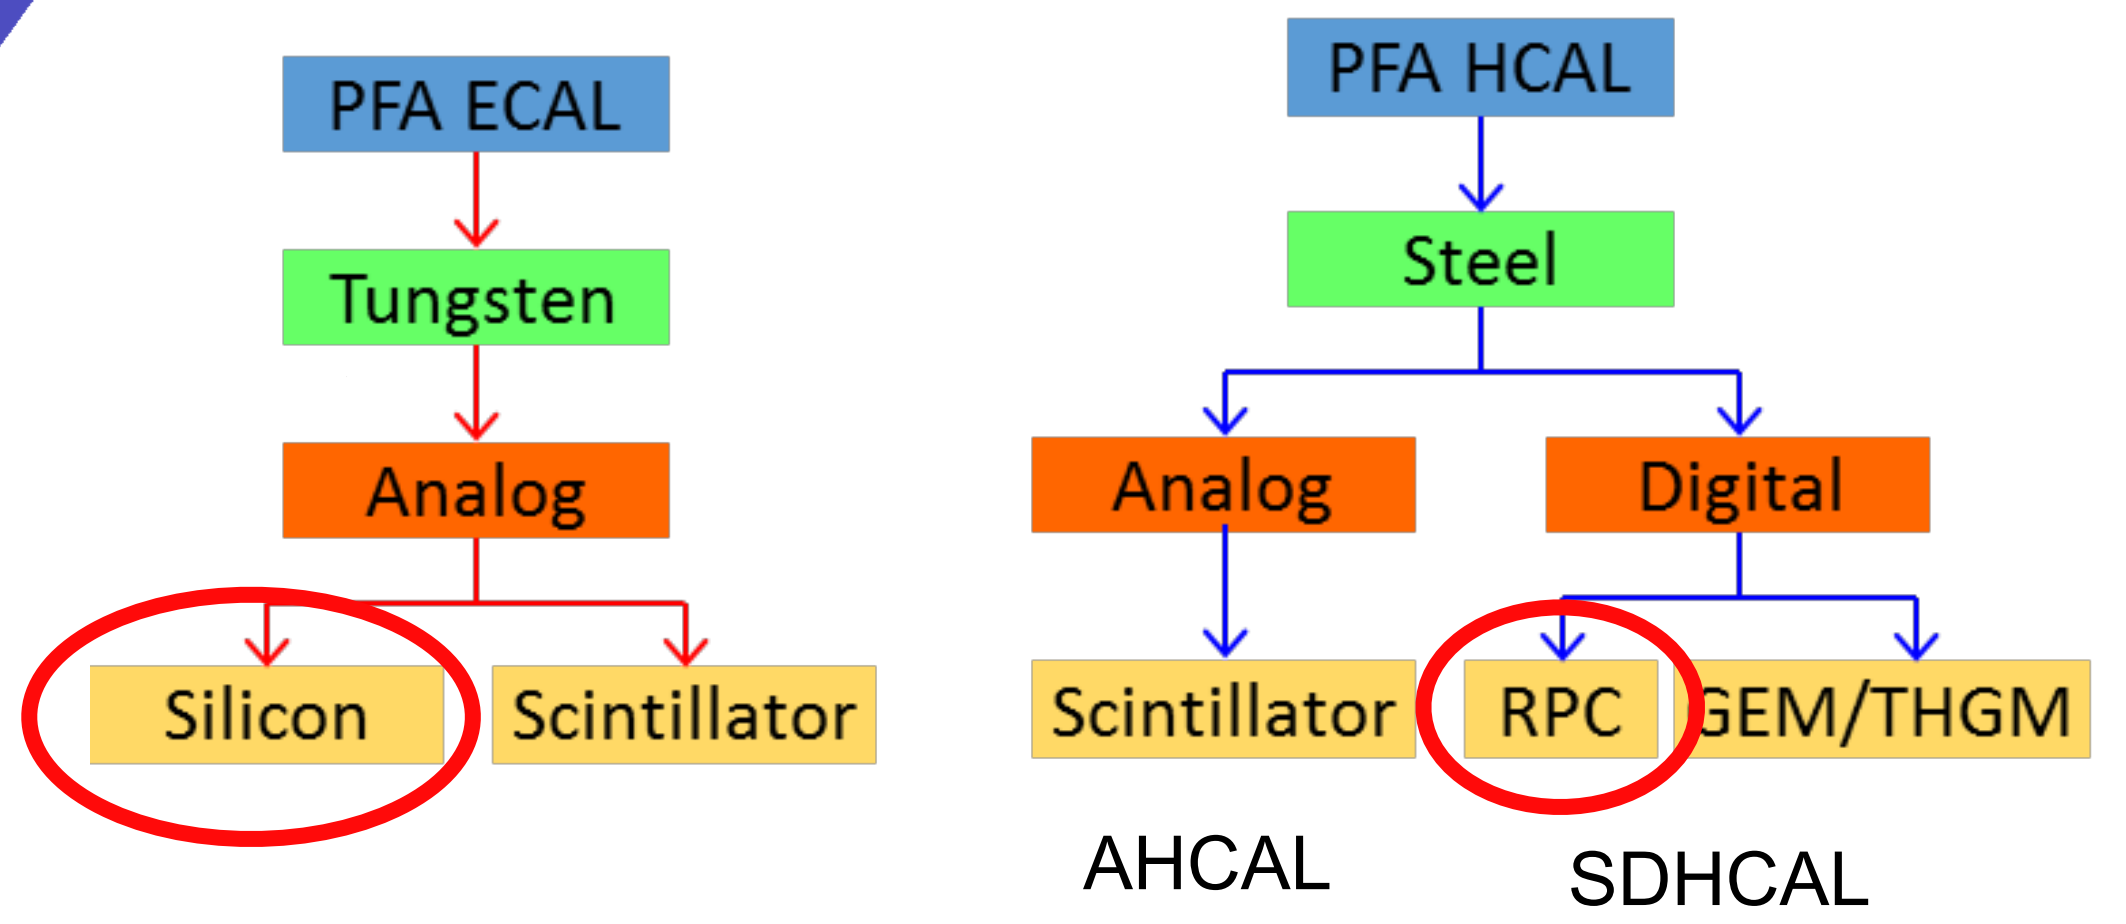 PFA ECAL
Tungsten
Analog
Silicon
Scintillator
PFA HCAL
Steel
Analog
Digital
Scintillator
RPC
GEM/THGM
AHCAL
SDHCAL